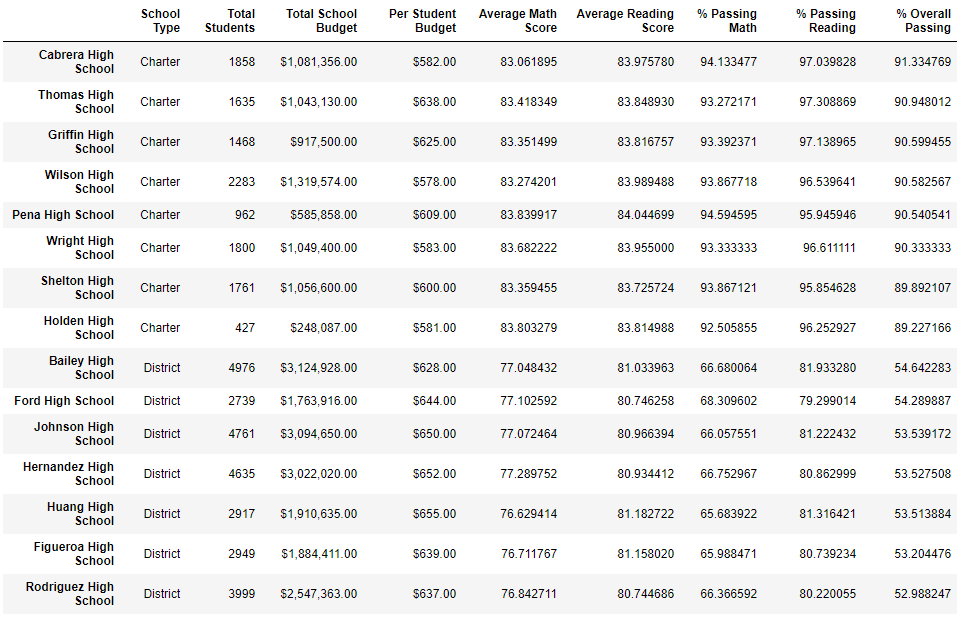 School Type Total Students Total School Budget Per Student Budget Average Math Score Average Reading Score % Passing Math % Passing Reading % Overall Passing
Cabrera High School Charter 1858 $1,081,356.00 $582.00 83.061895 83.975780 94.133477 97.039828 91.334769
Thomas High School Charter 1635 $1,043,130.00 $638.00 83.418349 83.848930 93.272171 97.308869 90.948012
Griffin High School Charter 1468 $917,500.00 $625.00 83.351499 83.816757 93.392371 97.138965 90.599455
Wilson High School Charter 2283 $1,319,574.00 $578.00 83.274201 83.989488 93.867718 96.539641 90.582567
Pena High School Charter 962 $585,858.00 $609.00 83.839917 84.044699 94.594595 95.945946 90.540541
Wright High School Charter 1800 $1,049,400.00 $583.00 83.682222 83.955000 93.333333 96.611111 90.333333
Shelton High School Charter 1761 $1,056,600.00 $600.00 83.359455 83.725724 93.867121 95.854628 89.892107
Holden High School Charter 427 $248,087.00 $581.00 83.803279 83.814988 92.505855 96.252927 89.227166
Bailey High School District 4976 $3,124,928.00 $628.00 77.048432 81.033963 66.680064 81.933280 54.642283
Ford High School District 2739 $1,763,916.00 $644.00 77.102592 80.746258 68.309602 79.299014 54.289887
Johnson High School District 4761 $3,094,650.00 $650.00 77.072464 80.966394 66.057551 81.222432 53.539172
Hernandez High School District 4635 $3,022,020.00 $652.00 77.289752 80.934412 66.752967 80.862999 53.527508
Huang High School District 2917 $1,910,635.00 $655.00 76.629414 81.182722 65.683922 81.316421 53.513884
Figueroa High School District 2949 $1,884,411.00 $639.00 76.711767 81.158020 65.988471 80.739234 53.204476
Rodriguez High School District 3999 $2,547,363.00 $637.00 76.842711 80.744686 66.366592 80.220055 52.988247